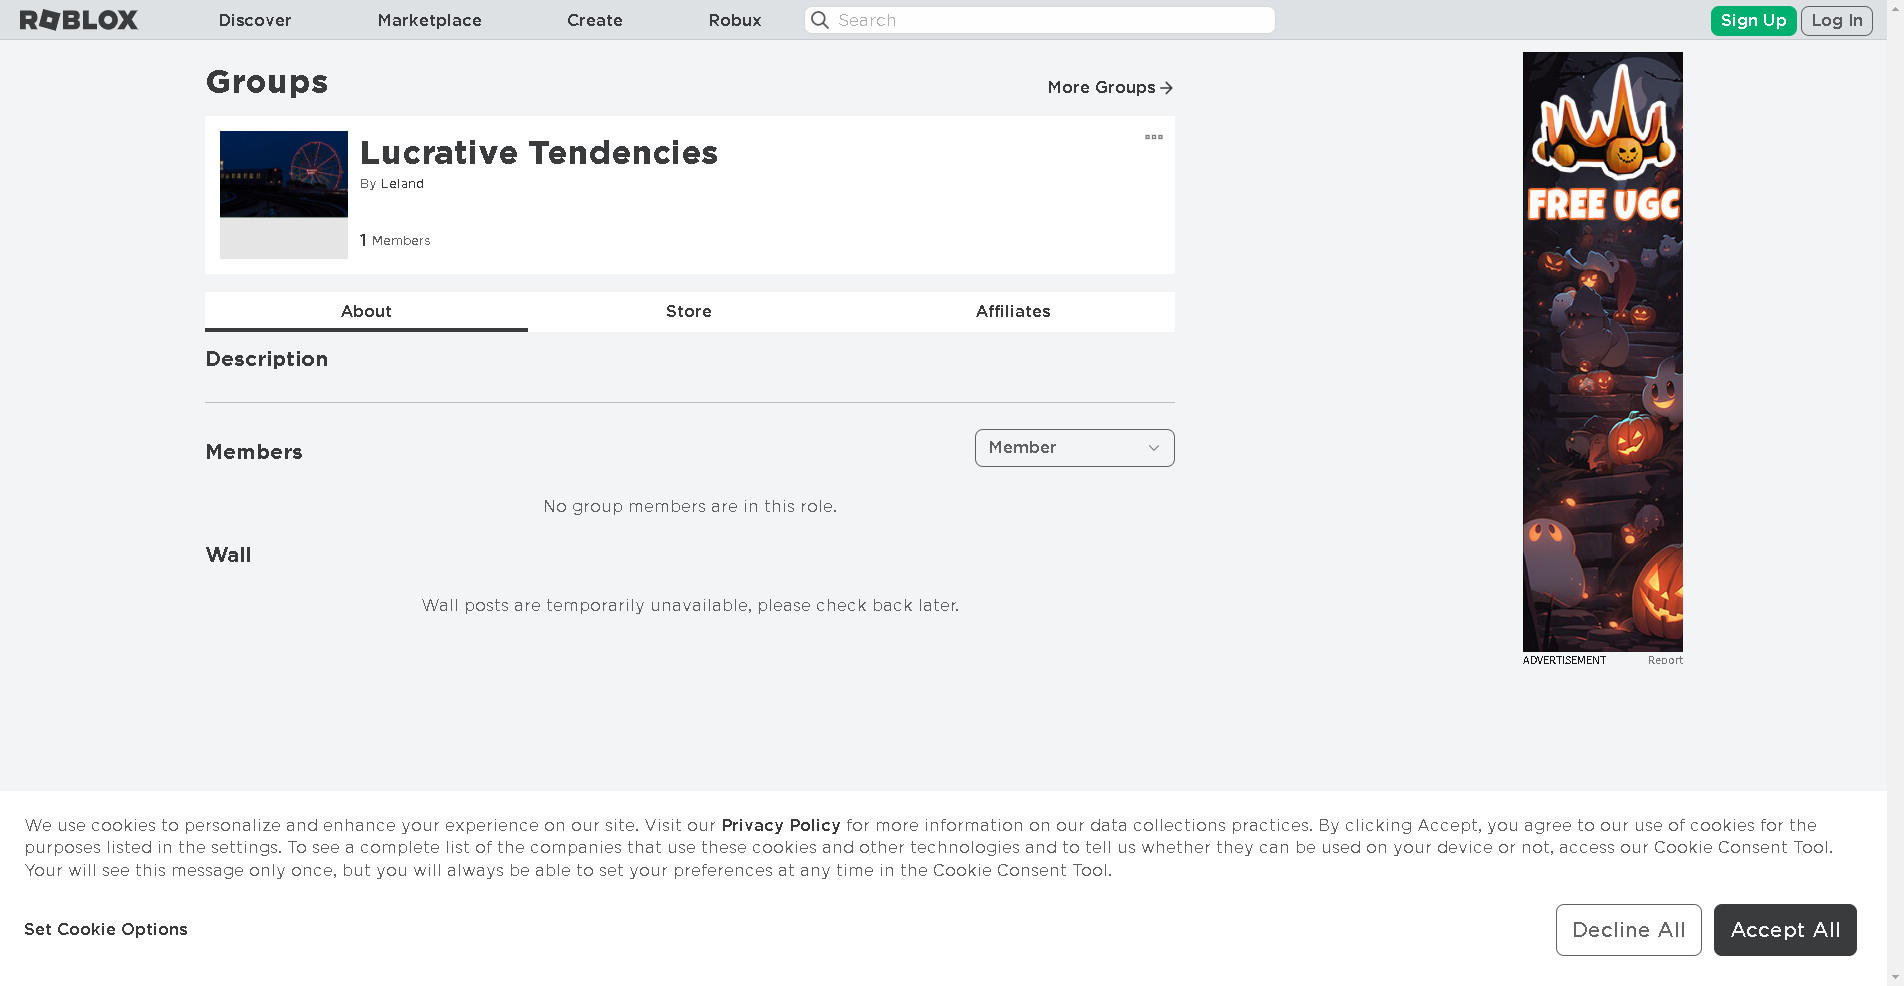 ROBLOX
Discover
Marketplace
Create
Robux
Search
Sign Up
Log In
Groups
More Groups
Lucrative Tendencies
By Leland
1 Members
About
Store
Affiliates
Description
Members
Member
No group members are in this role.
Wall
Wall posts are temporarily unavailable, please check back later.
FREE UGC
ADVERTISEMENT
Report
We use cookies to personalize and enhance your experience on our site. Visit our Privacy Policy for more information on our data collections practices. By clicking Accept, you agree to our use of cookies for the
purposes listed in the settings. To see a complete list of the companies that use these cookies and other technologies and to tell us whether they can be used on your device or not, access our Cookie Consent Tool.
Your will see this message only once, but you will always be able to set your preferences at any time in the Cookie Consent Tool.
Set Cookie Options
Decline All
Accept All